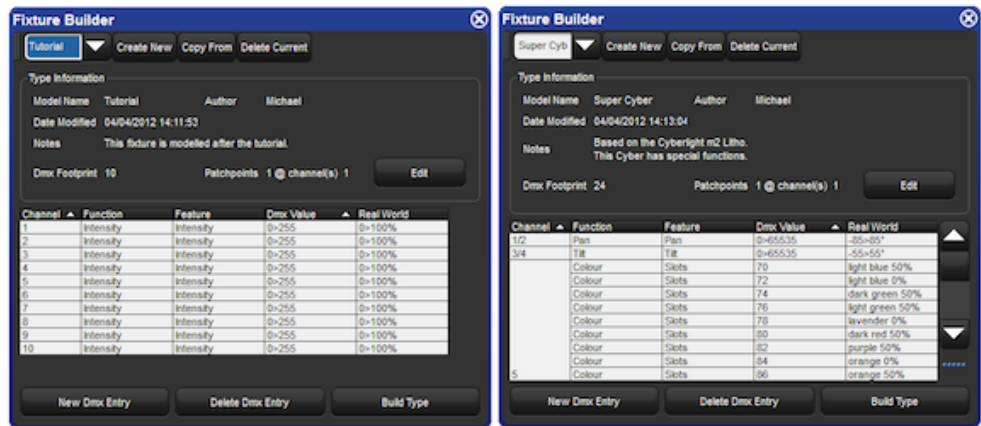 Fixture Builder
Tutorial Create New Copy From Delete Current
Type Information
Model Name Tutorial Author Michael
Date Modified 04/04/2012 14:11:53
Notes This fixture is modelled after the tutorial.
Dmx Footprint 10 Patchpoints 1 @ channel(s) 1 Edit
Channel Function Feature Dmx Value Real World
1 Intensity Intensity 0>255 0>100%
2 Intensity Intensity 0>255 0>100%
3 Intensity Intensity 0>255 0>100%
4 Intensity Intensity 0>255 0>100%
5 Intensity Intensity 0>255 0>100%
6 Intensity Intensity 0>255 0>100%
7 Intensity Intensity 0>255 0>100%
8 Intensity Intensity 0>255 0>100%
9 Intensity Intensity 0>255 0>100%
10 Intensity Intensity 0>255 0>100%
New Dmx Entry Delete Dmx Entry Build Type
Fixture Builder
Super Cyb Create New Copy From Delete Current
Type Information
Model Name Super Cyber Author Michael
Date Modified 04/04/2012 14:13:04
Notes Based on the Cyberlight m2 Litho.
This Cyber has special functions.
Dmx Footprint 24 Patchpoints 1 @ channel(s) 1 Edit
Channel Function Feature Dmx Value Real World
1/2 Pan Pan 0>65535 -85>85°
3/4 Tilt Tilt 0>65535 -55>55°
Colour Slots 70 light blue 50%
Colour Slots 72 light blue 0%
Colour Slots 74 dark green 50%
Colour Slots 76 light green 50%
Colour Slots 78 lavender 0%
Colour Slots 80 dark red 50%
Colour Slots 82 purple 50%
Colour Slots 84 orange 0%
5 Colour Slots 86 orange 50%
New Dmx Entry Delete Dmx Entry Build Type